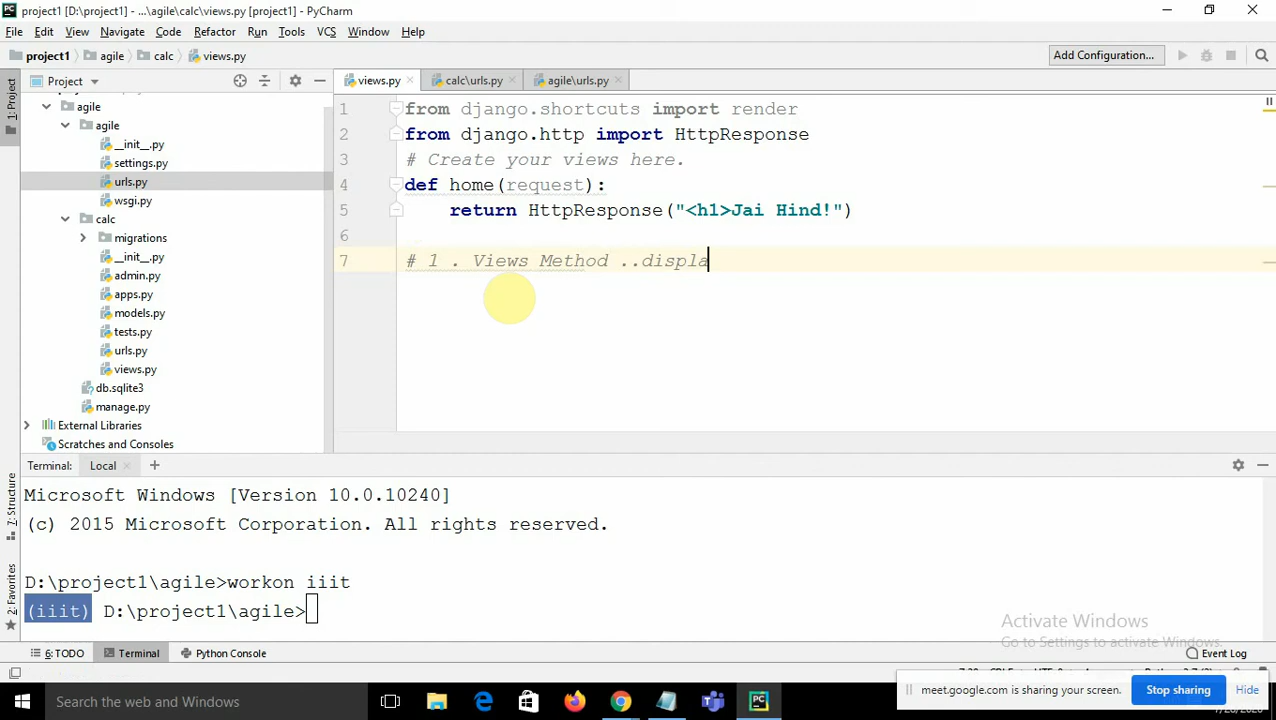 project1 [D:\project1] - ...\agile\calc\views.py [project1] - PyCharm
File Edit View Navigate Code Refactor Run Tools VCS Window Help
project1 agile calc views.py Add Configuration...
1: Project
Project
views.py calc\urls.py agile\urls.py
agile
agile
__init__.py
settings.py
urls.py
wsgi.py
calc
migrations
__init__.py
admin.py
apps.py
models.py
tests.py
urls.py
views.py
db.sqlite3
manage.py
External Libraries
Scratches and Consoles
1 from django.shortcuts import render
2 from django.http import HttpResponse
3 # Create your views here.
4 def home(request):
5 return HttpResponse("<h1>Jai Hind!")
6
7 # 1 . Views Method ..displa
Terminal: Local
Microsoft Windows [Version 10.0.10240]
(c) 2015 Microsoft Corporation. All rights reserved.
D:\project1\agile>workon iiit
(iiit) D:\project1\agile>
7: Structure
2: Favorites
Activate Windows
Go to Settings to activate Windows.
6: TODO Terminal Python Console Event Log
meet.google.com is sharing your screen. Stop sharing Hide
Search the web and Windows